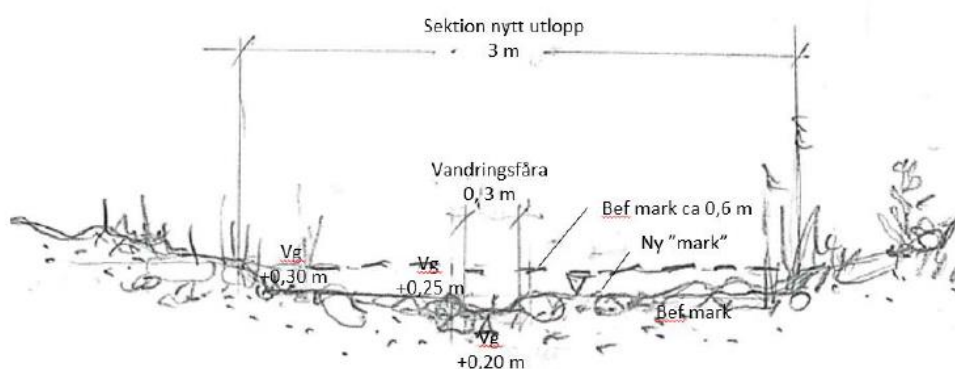 Sektion nytt utlopp
3 m
Vandringsfåra
0,3 m
Bef mark ca 0,6 m
Ny "mark"
Vg
+0,30 m
Vg
+0,25 m
Bef mark
Vg
+0,20 m